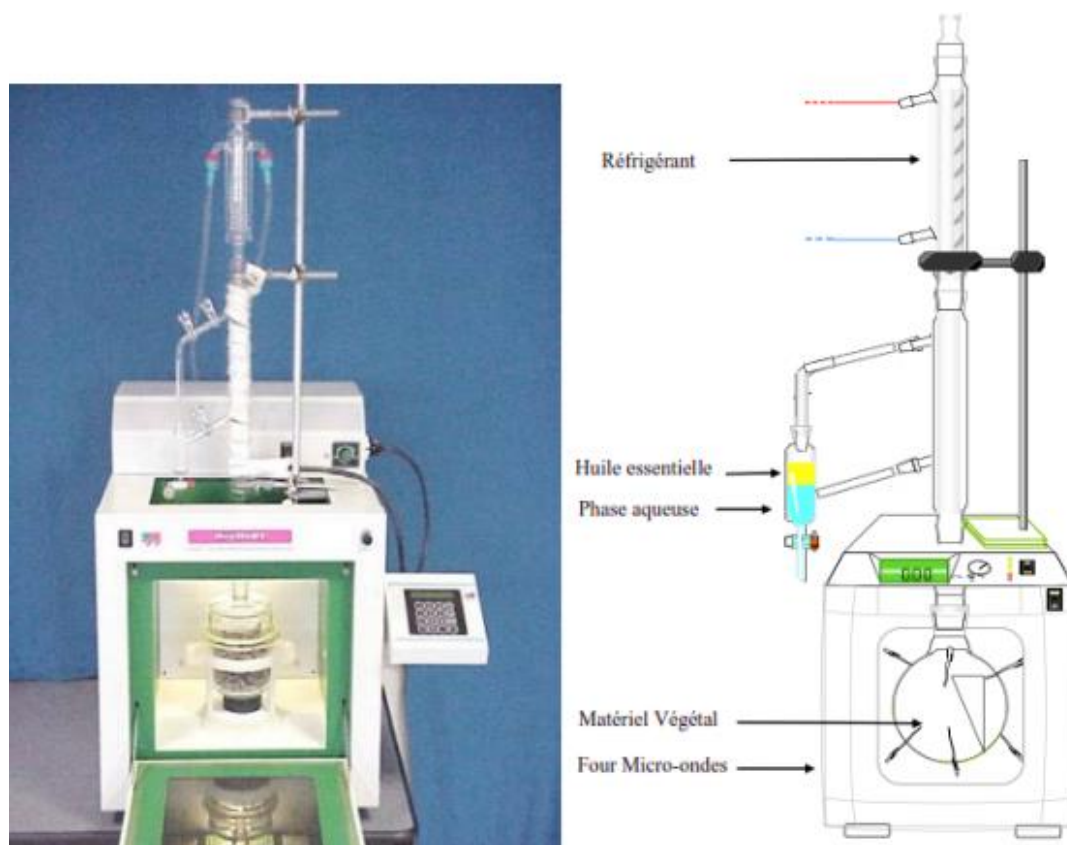 Réfrigérant
Huile essentielle
Phase aqueuse
Matériel Végétal
Four Micro-ondes